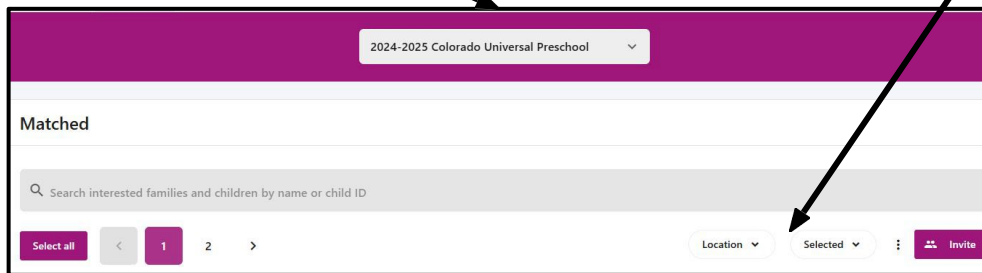 2024-2025 Colorado Universal Preschool
Matched
Search interested families and children by name or child ID
Select all < 1 2 > Location Selected Invite